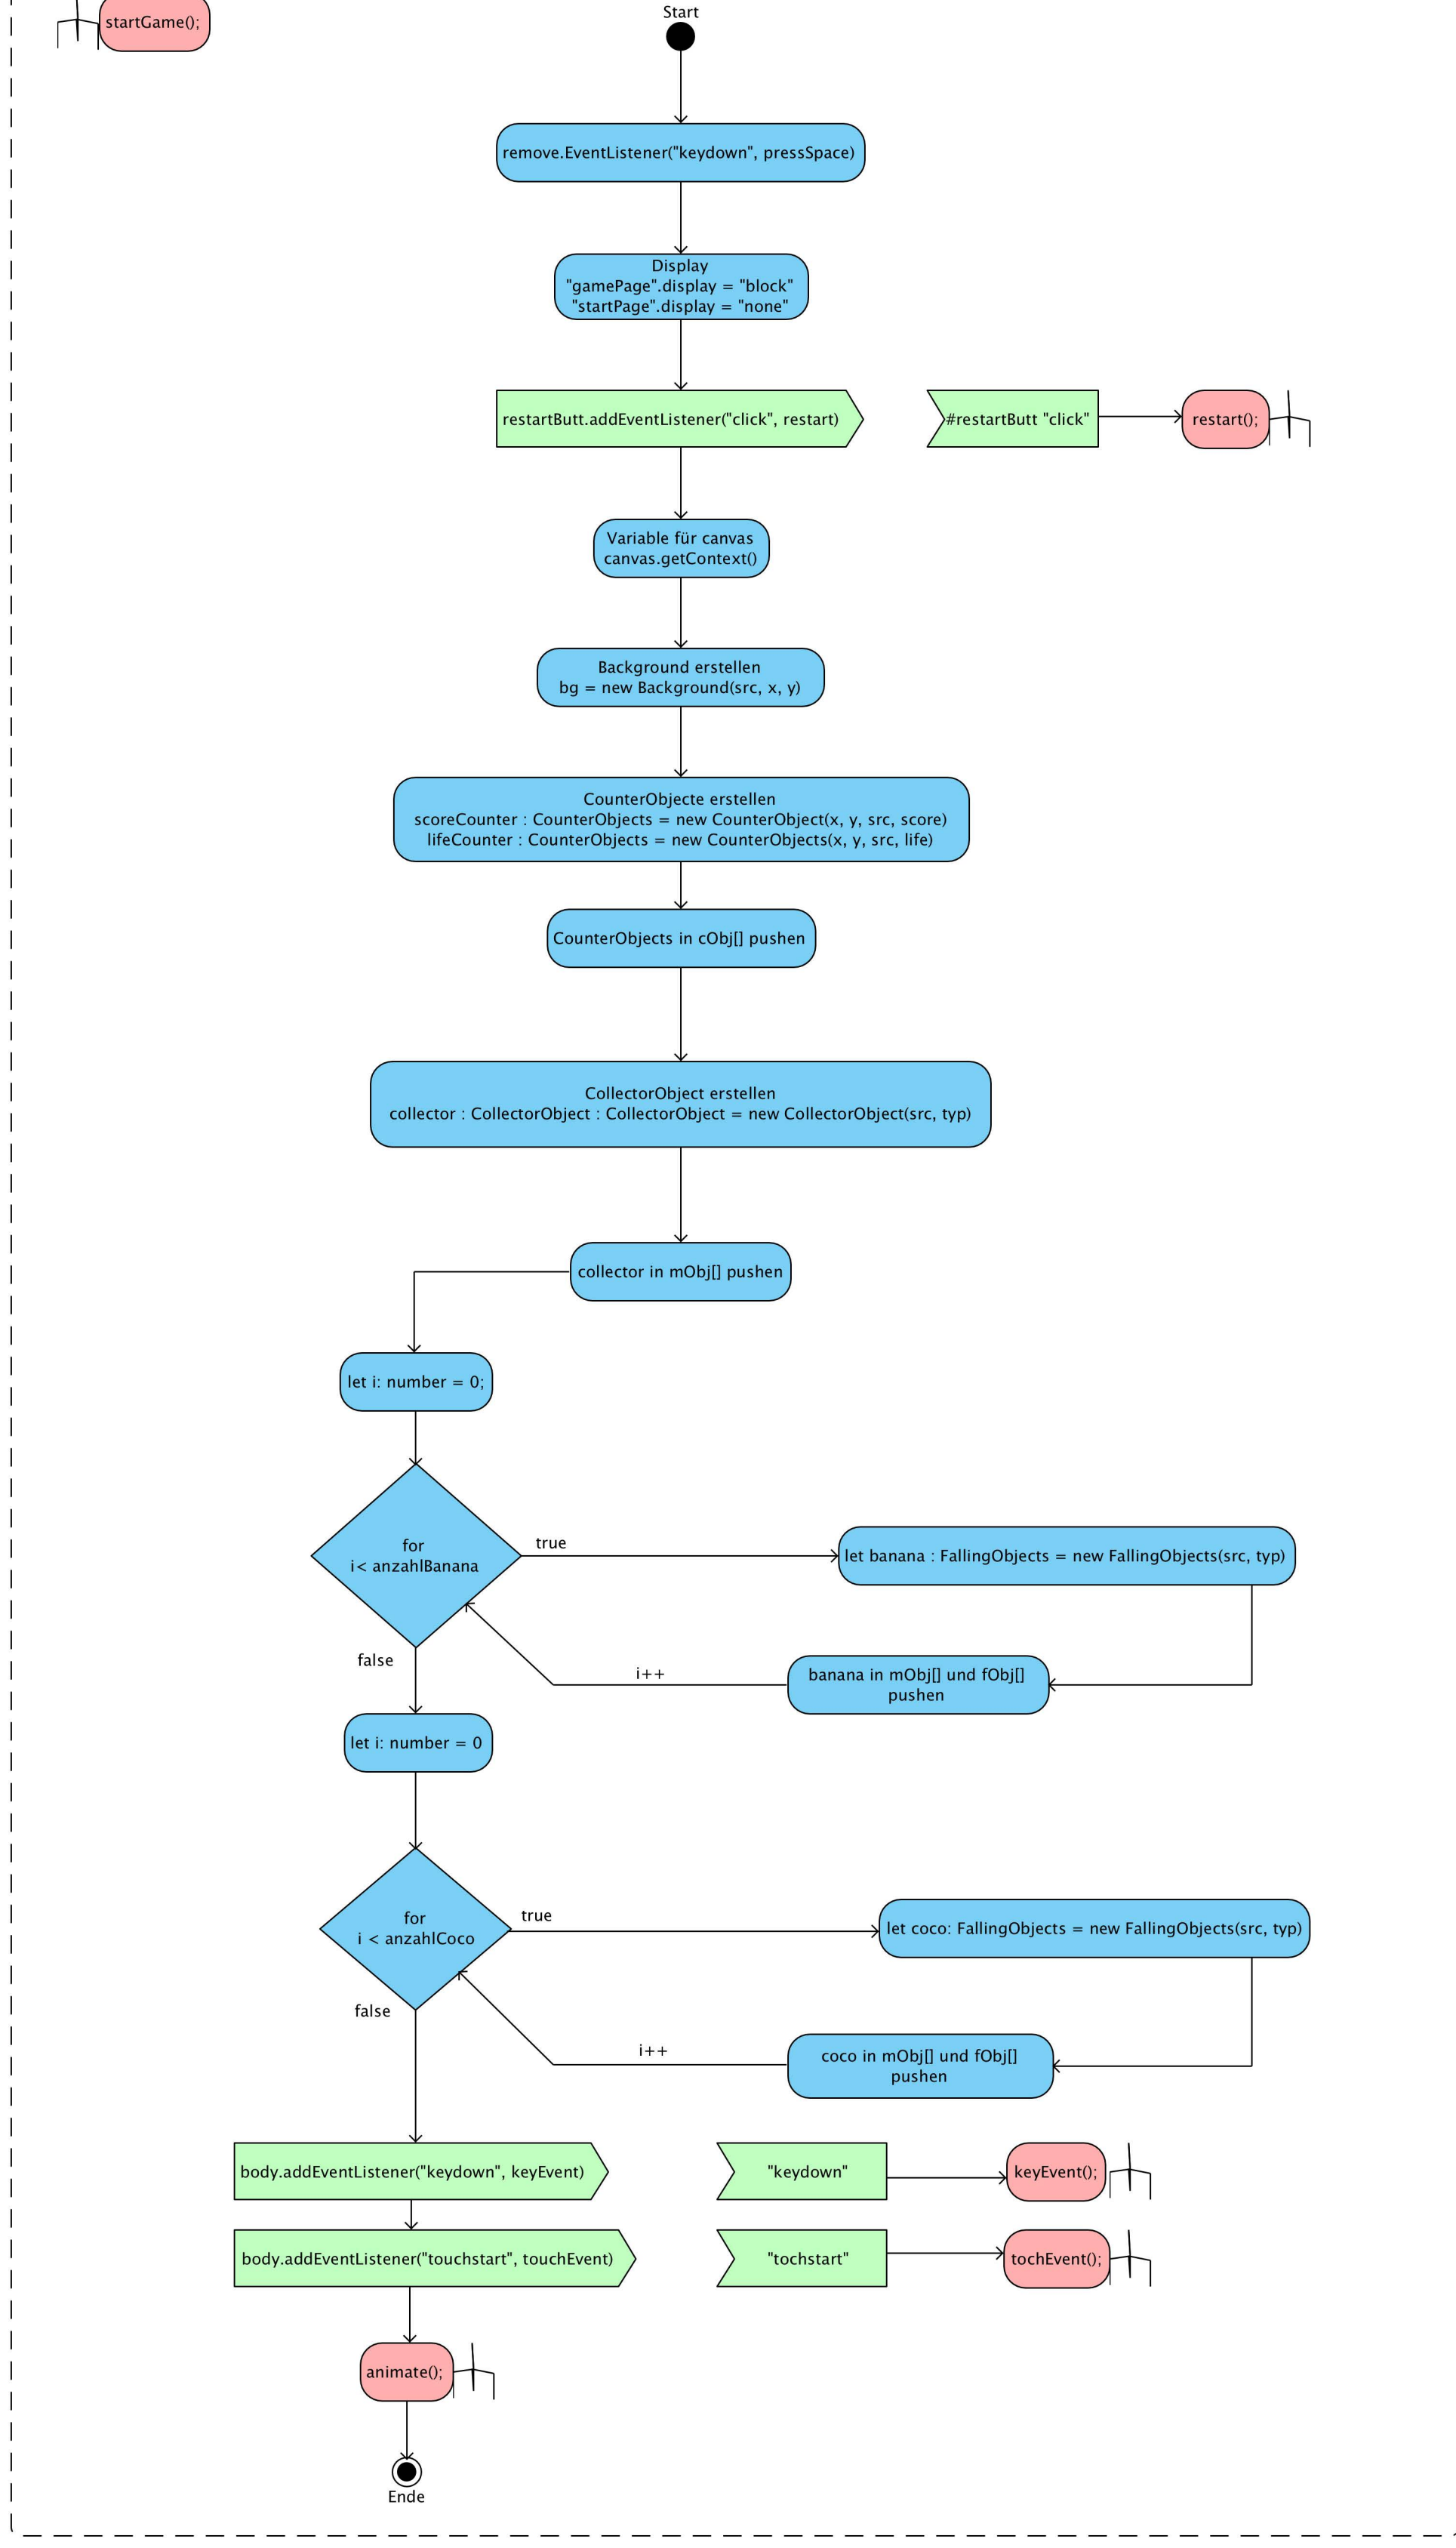 startGame();
Start
remove.EventListener("keydown", pressSpace)
Display
"gamePage".display = "block"
"startPage".display = "none"
restartButt.addEventListener("click", restart)
#restartButt "click"
restart();
Variable für canvas
canvas.getContext()
Background erstellen
bg = new Background(src, x, y)
CounterObjecte erstellen
scoreCounter : CounterObjects = new CounterObject(x, y, src, score)
lifeCounter : CounterObjects = new CounterObjects(x, y, src, life)
CounterObjects in cObj[] pushen
CollectorObject erstellen
collector : CollectorObject : CollectorObject = new CollectorObject(src, typ)
collector in mObj[] pushen
let i: number = 0;
for
i< anzahlBanana
true
let banana : FallingObjects = new FallingObjects(src, typ)
banana in mObj[] und fObj[]
pushen
i++
false
let i: number = 0
for
i < anzahlCoco
true
let coco: FallingObjects = new FallingObjects(src, typ)
coco in mObj[] und fObj[]
pushen
i++
false
body.addEventListener("keydown", keyEvent)
"keydown"
keyEvent();
body.addEventListener("touchstart", touchEvent)
"tochstart"
tochEvent();
animate();
Ende